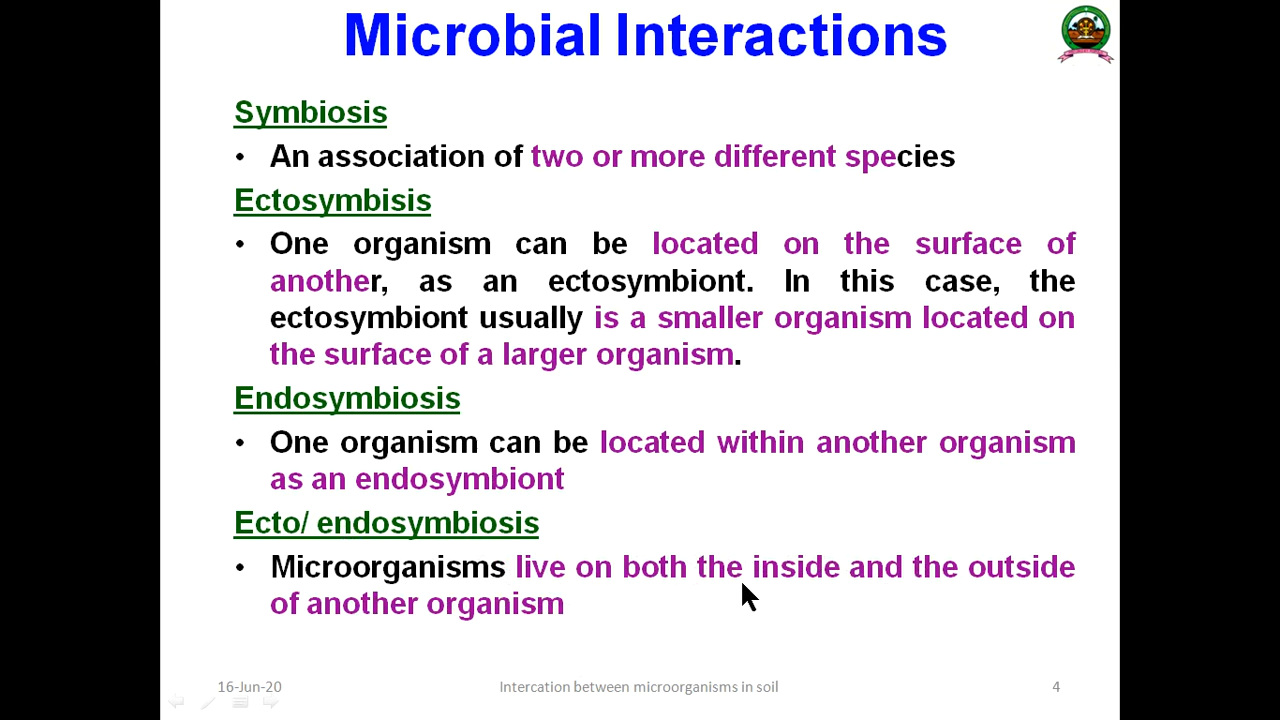 Microbial Interactions
Symbiosis
• An association of two or more different species
Ectosymbisis
• One organism can be located on the surface of
another, as an ectosymbiont. In this case, the
ectosymbiont usually is a smaller organism located on
the surface of a larger organism.
Endosymbiosis
• One organism can be located within another organism
as an endosymbiont
Ecto/ endosymbiosis
• Microorganisms live on both the inside and the outside
of another organism
16-Jun-20
Intercation between microorganisms in soil
4